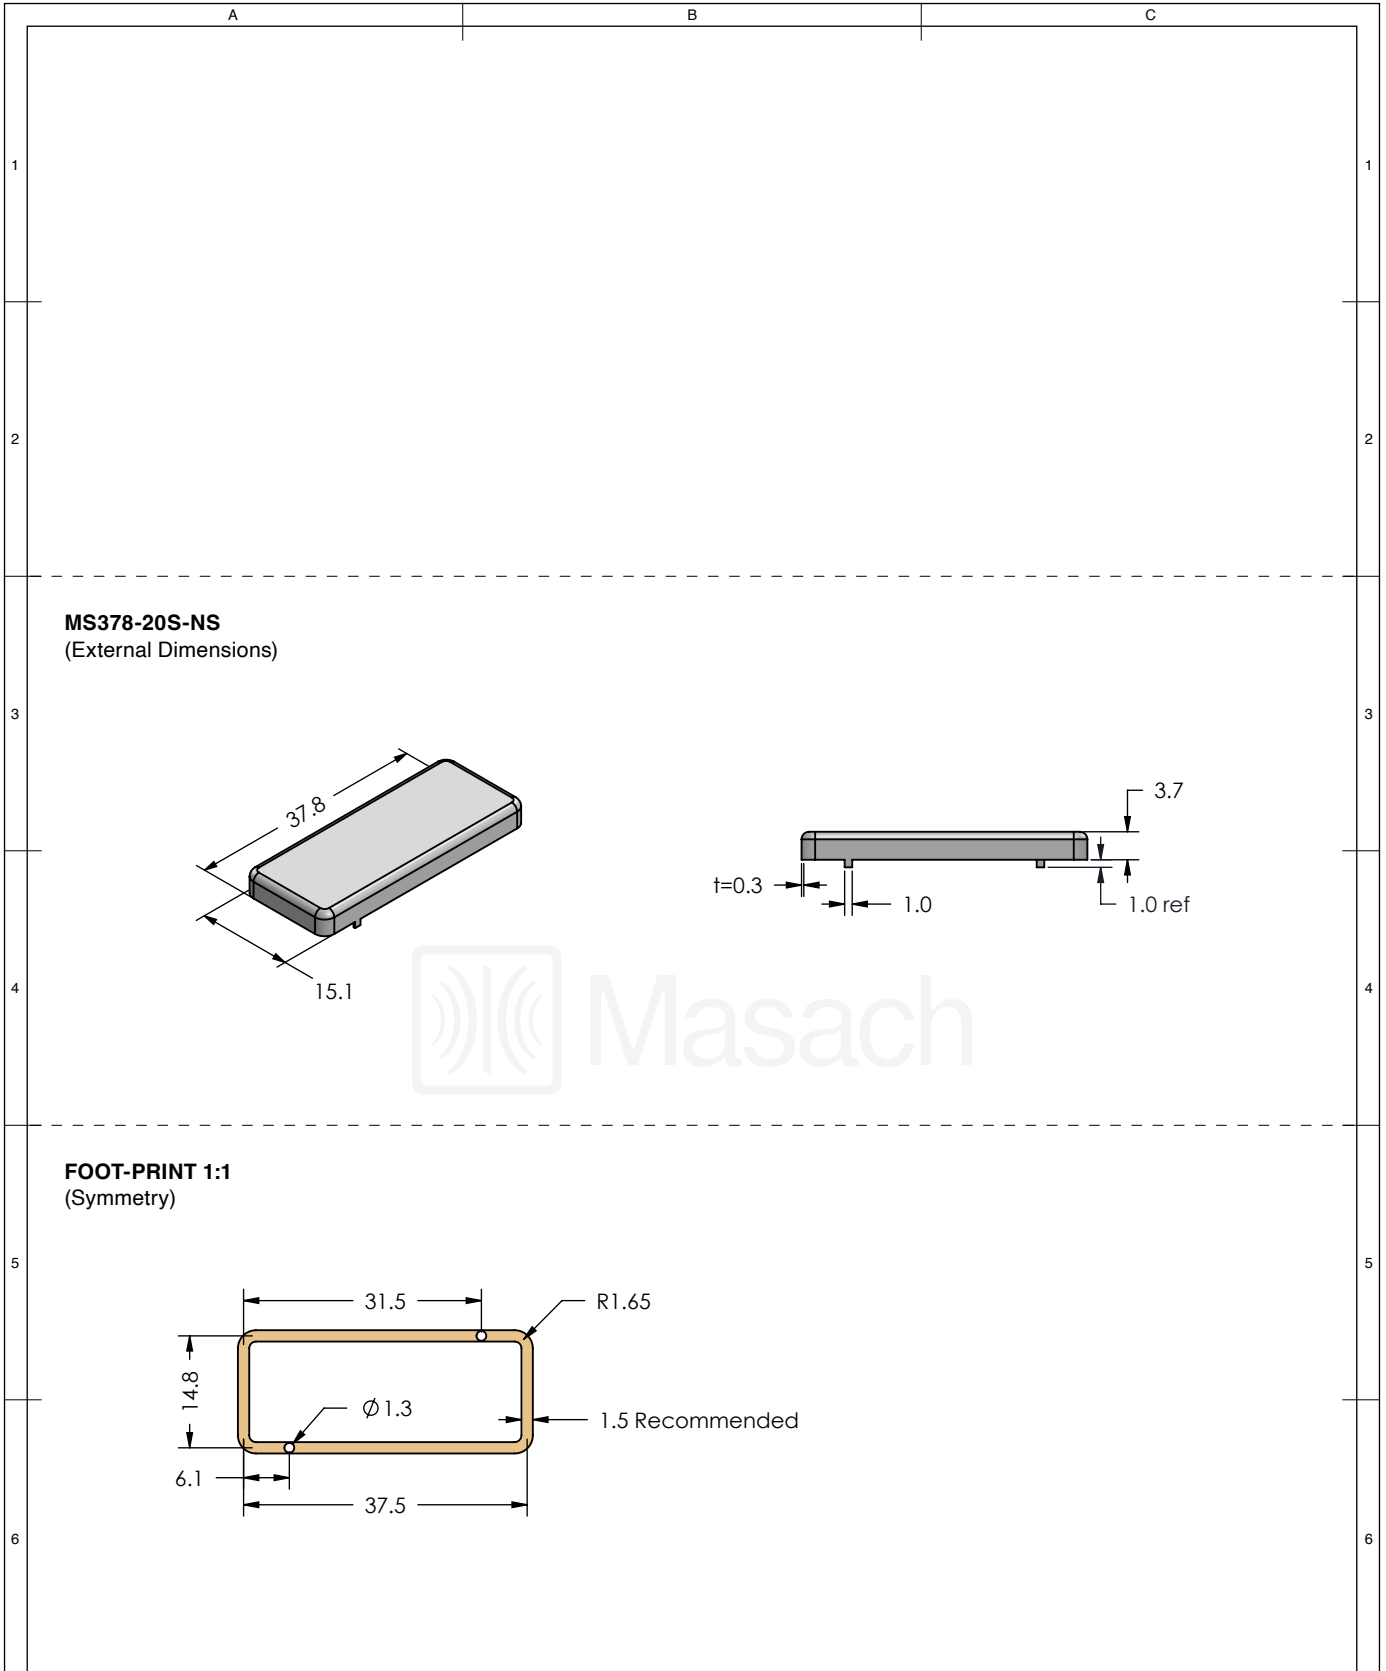 A B C
1 1
2 2
MS378-20S-NS
(External Dimensions)
3 3
37.8
3.7
t=0.3
1.0
1.0 ref
15.1
4 4
Masach
FOOT-PRINT 1:1
(Symmetry)
5 5
31.5
R1.65
14.8
Ø1.3
1.5 Recommended
6.1
37.5
6 6